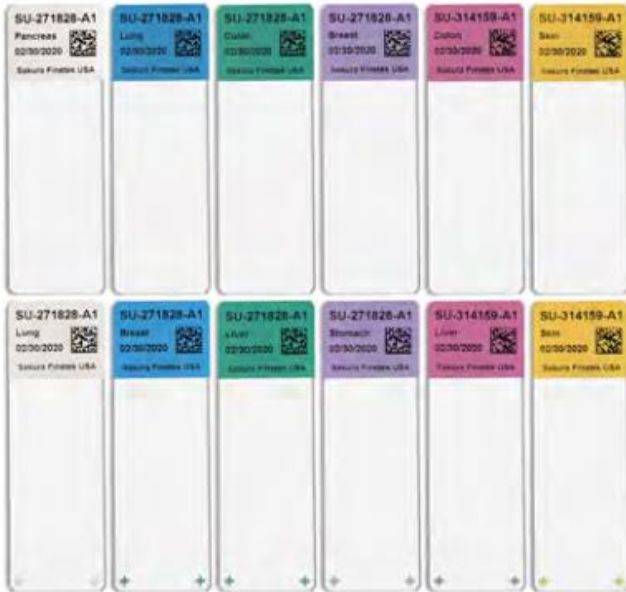 SU-271828-A1
Pancreas
02/30/2020
Sakura Finetek USA
SU-271828-A1
Lung
02/30/2020
Sakura Finetek USA
SU-271828-A1
Colon
02/30/2020
Sakura Finetek USA
SU-271828-A1
Breast
02/30/2020
Sakura Finetek USA
SU-314159-A1
Colon
02/30/2020
Sakura Finetek USA
SU-314159-A1
Skin
02/30/2020
Sakura Finetek USA
SU-271828-A1
Lung
02/30/2020
Sakura Finetek USA
SU-271828-A1
Breast
02/30/2020
Sakura Finetek USA
SU-271828-A1
Liver
02/30/2020
Sakura Finetek USA
SU-271828-A1
Stomach
02/30/2020
Sakura Finetek USA
SU-314159-A1
Liver
02/30/2020
Sakura Finetek USA
SU-314159-A1
Skin
02/30/2020
Sakura Finetek USA